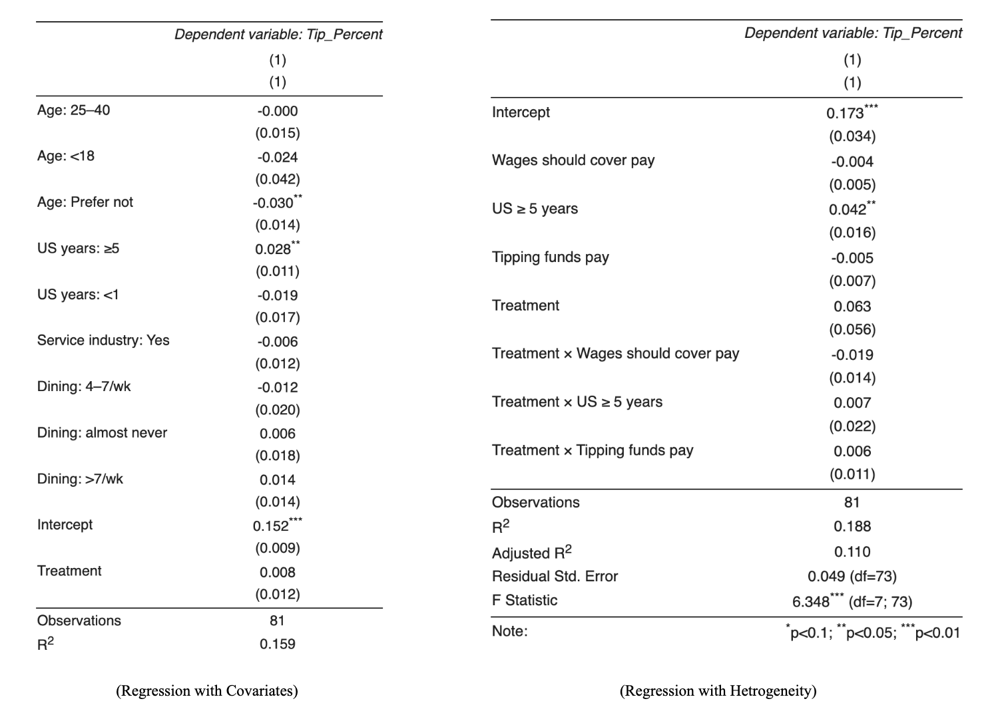 Dependent variable: Tip_Percent
(1)
(1)
Age: 25–40 -0.000
(0.015)
Age: <18 -0.024
(0.042)
Age: Prefer not -0.030**
(0.014)
US years: ≥5 0.028**
(0.011)
US years: <1 -0.019
(0.017)
Service industry: Yes -0.006
(0.012)
Dining: 4–7/wk -0.012
(0.020)
Dining: almost never 0.006
(0.018)
Dining: >7/wk 0.014
(0.014)
Intercept 0.152***
(0.009)
Treatment 0.008
(0.012)
Observations 81
R2 0.159
(Regression with Covariates)
Dependent variable: Tip_Percent
(1)
(1)
Intercept 0.173***
(0.034)
Wages should cover pay -0.004
(0.005)
US ≥ 5 years 0.042**
(0.016)
Tipping funds pay -0.005
(0.007)
Treatment 0.063
(0.056)
Treatment × Wages should cover pay -0.019
(0.014)
Treatment × US ≥ 5 years 0.007
(0.022)
Treatment × Tipping funds pay 0.006
(0.011)
Observations 81
R2 0.188
Adjusted R2 0.110
Residual Std. Error 0.049 (df=73)
F Statistic 6.348*** (df=7; 73)
Note: *p<0.1; **p<0.05; ***p<0.01
(Regression with Hetrogeneity)